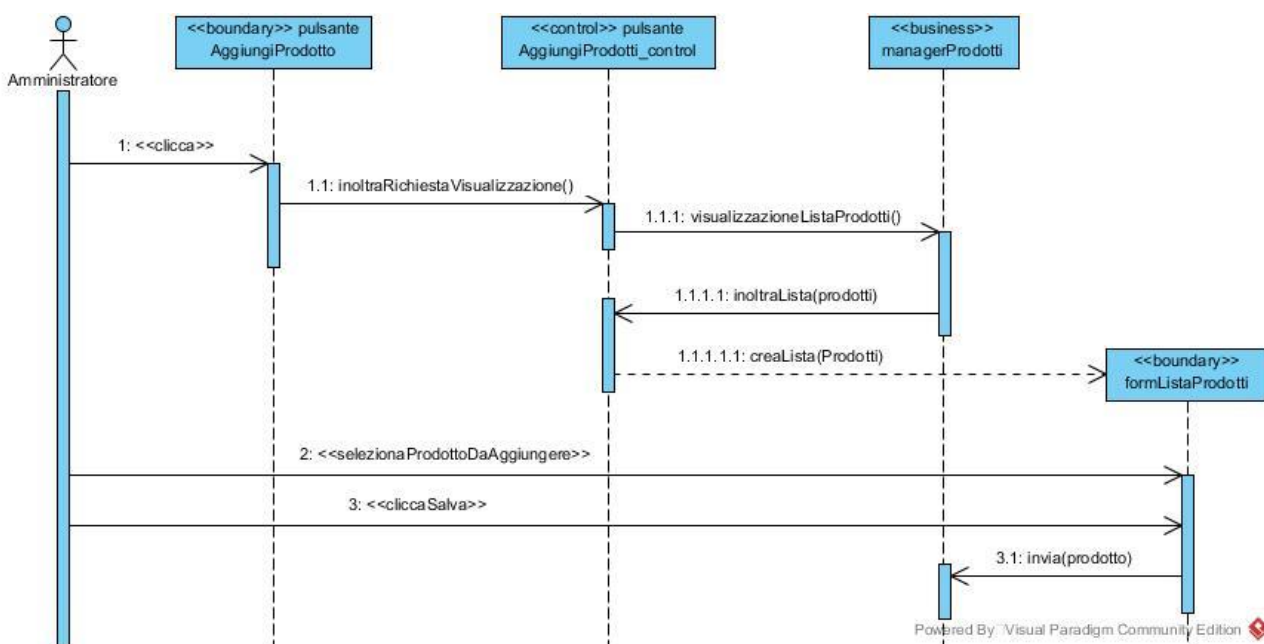 <<boundary>> pulsante
AggiungiProdotto
<<control>> pulsante
AggiungiProdotti_control
<<business>>
managerProdotti
Amministratore
1: <<clicca>>
1.1: inoltraRichiestaVisualizzazione()
1.1.1: visualizzazioneListaProdotti()
1.1.1.1: inoltraLista(prodotti)
1.1.1.1.1: creaLista(Prodotti)
<<boundary>>
formListaProdotti
2: <<selezionaProdottoDaAggiungere>>
3: <<cliccaSalva>>
3.1: invia(prodotto)
Powered By Visual Paradigm Community Edition